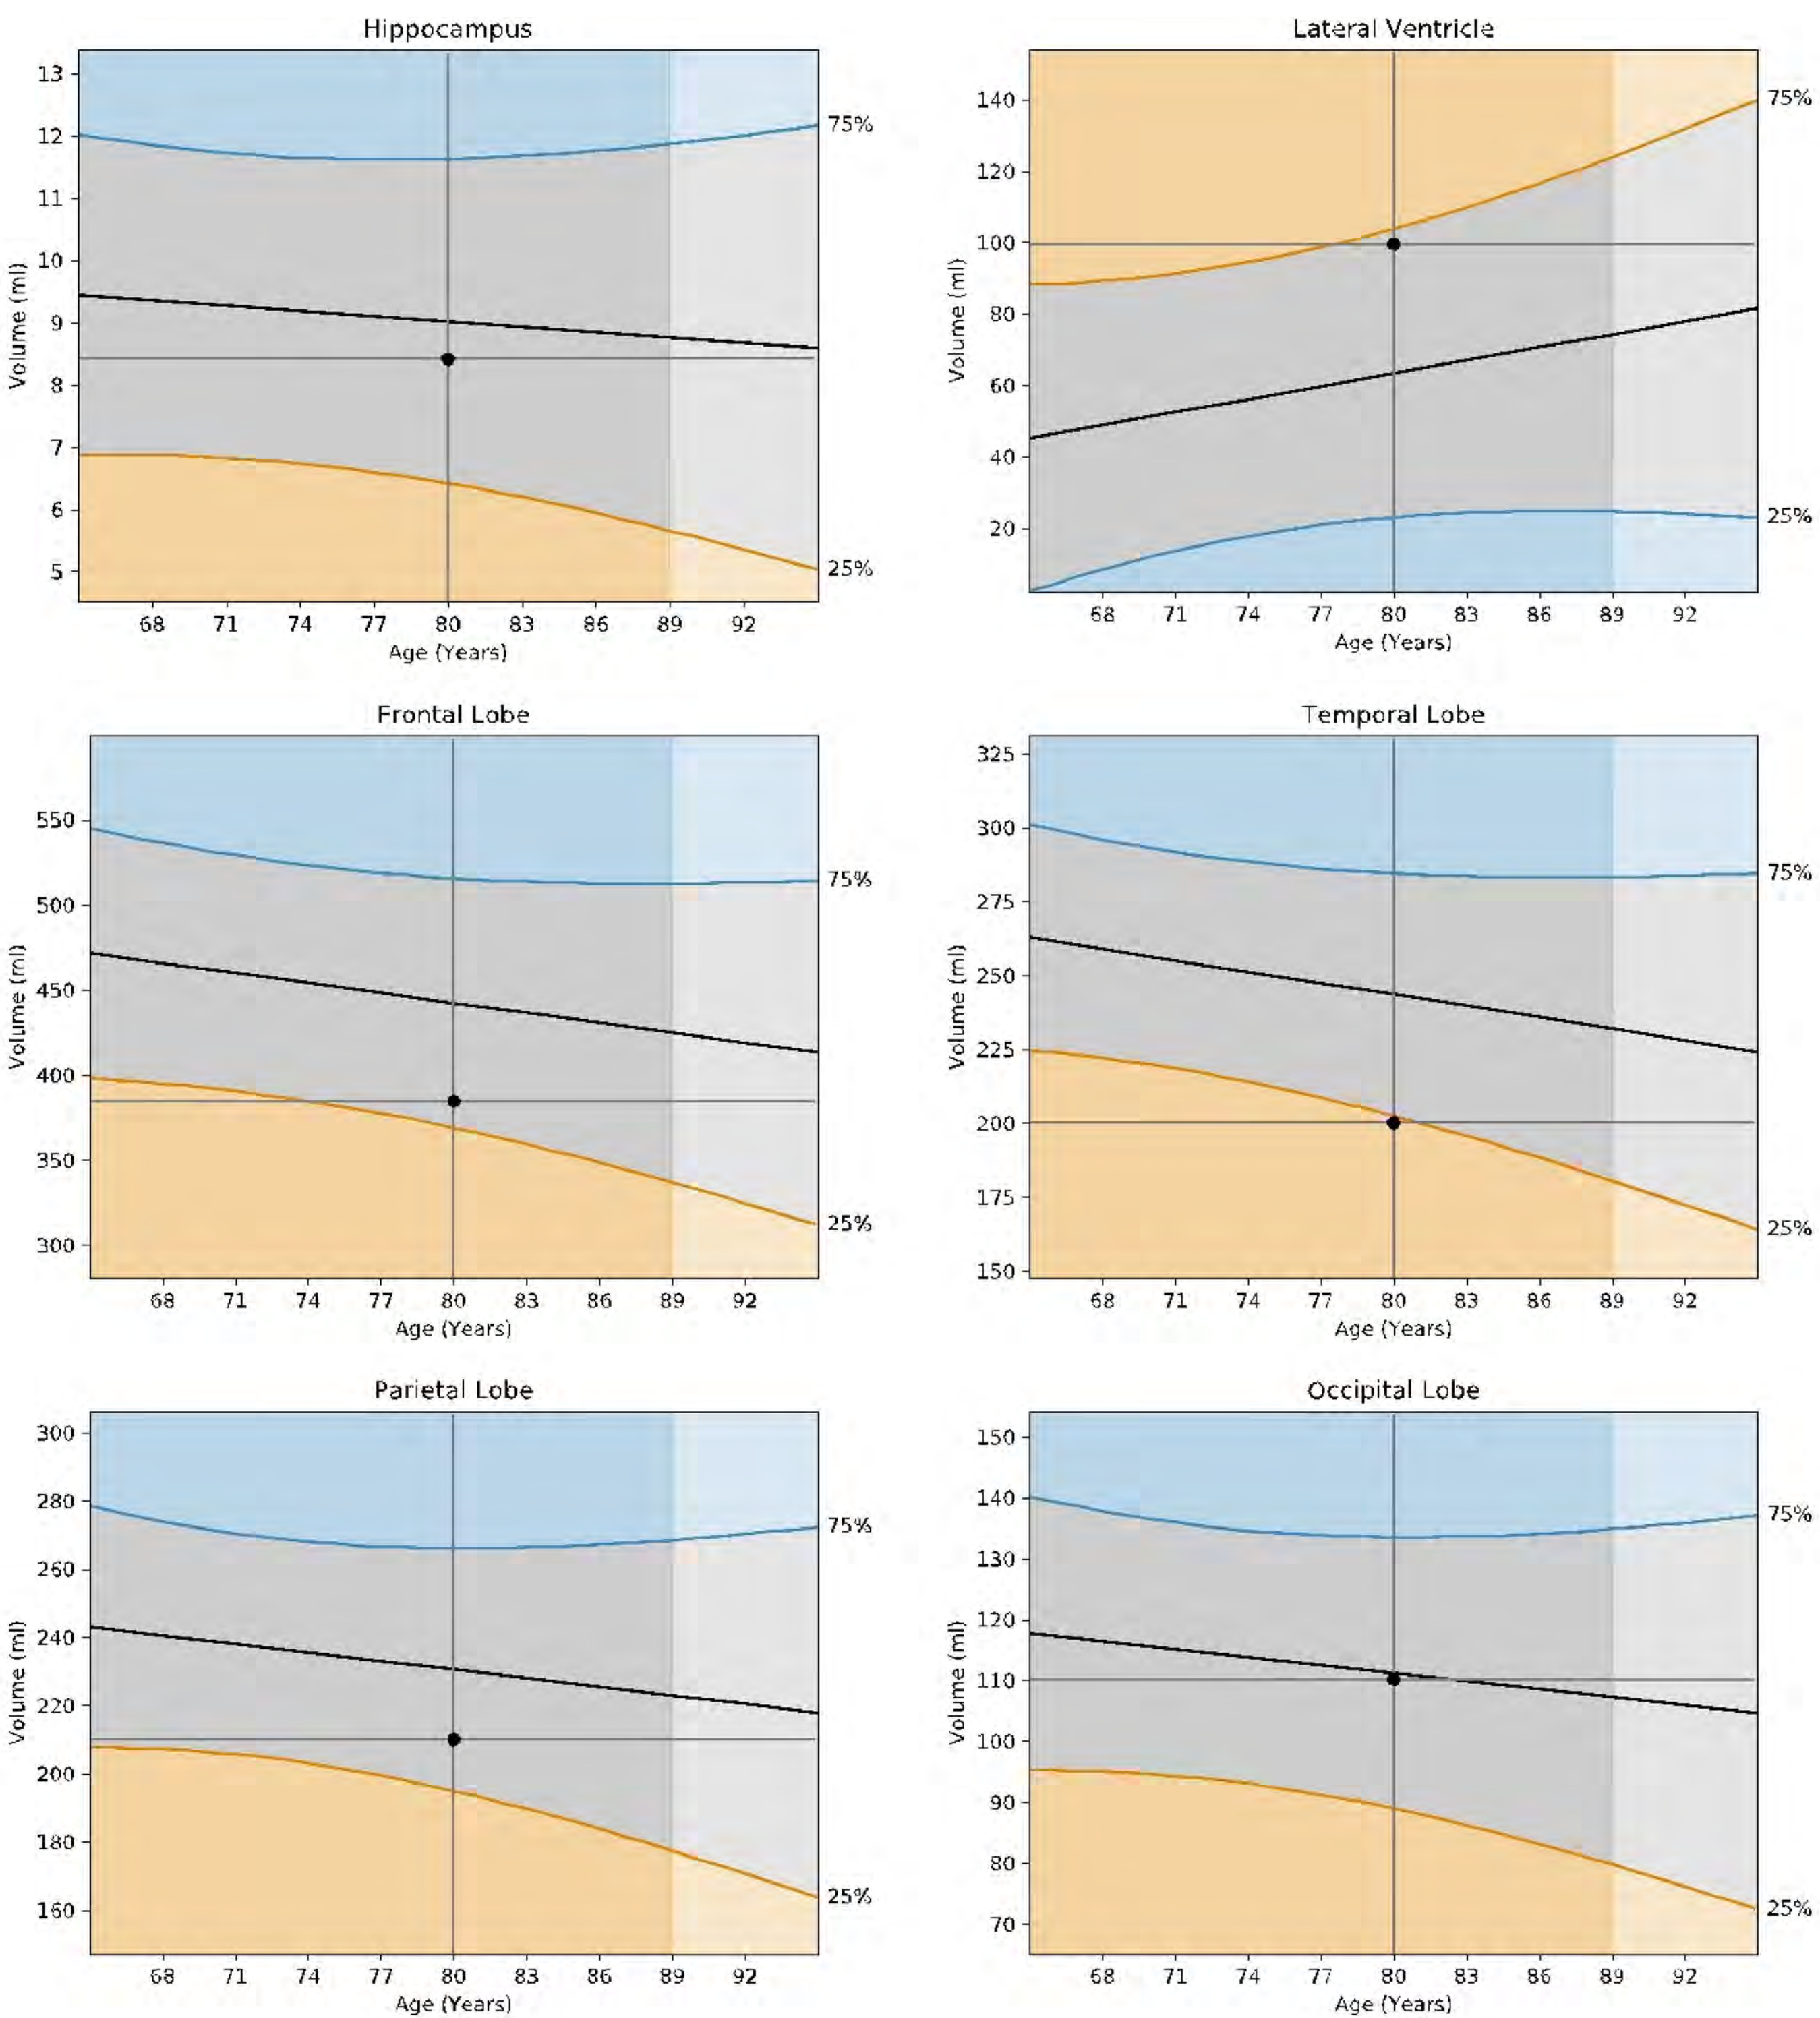 Hippocampus
13
12
11
10
9
8
7
6
5
Volume (ml)
75%
25%
68 71 74 77 80 83 86 89 92
Age (Years)
Lateral Ventricle
140
120
100
80
60
40
20
Volume (ml)
75%
25%
68 71 74 77 80 83 86 89 92
Age (Years)
Frontal Lobe
550
500
450
400
350
300
Volume (ml)
75%
25%
68 71 74 77 80 83 86 89 92
Age (Years)
Temporal Lobe
325
300
275
250
225
200
175
150
Volume (ml)
75%
25%
68 71 74 77 80 83 86 89 92
Age (Years)
Parietal Lobe
300
280
260
240
220
200
180
160
Volume (ml)
75%
25%
68 71 74 77 80 83 86 89 92
Age (Years)
Occipital Lobe
150
140
130
120
110
100
90
80
70
Volume (ml)
75%
25%
68 71 74 77 80 83 86 89 92
Age (Years)